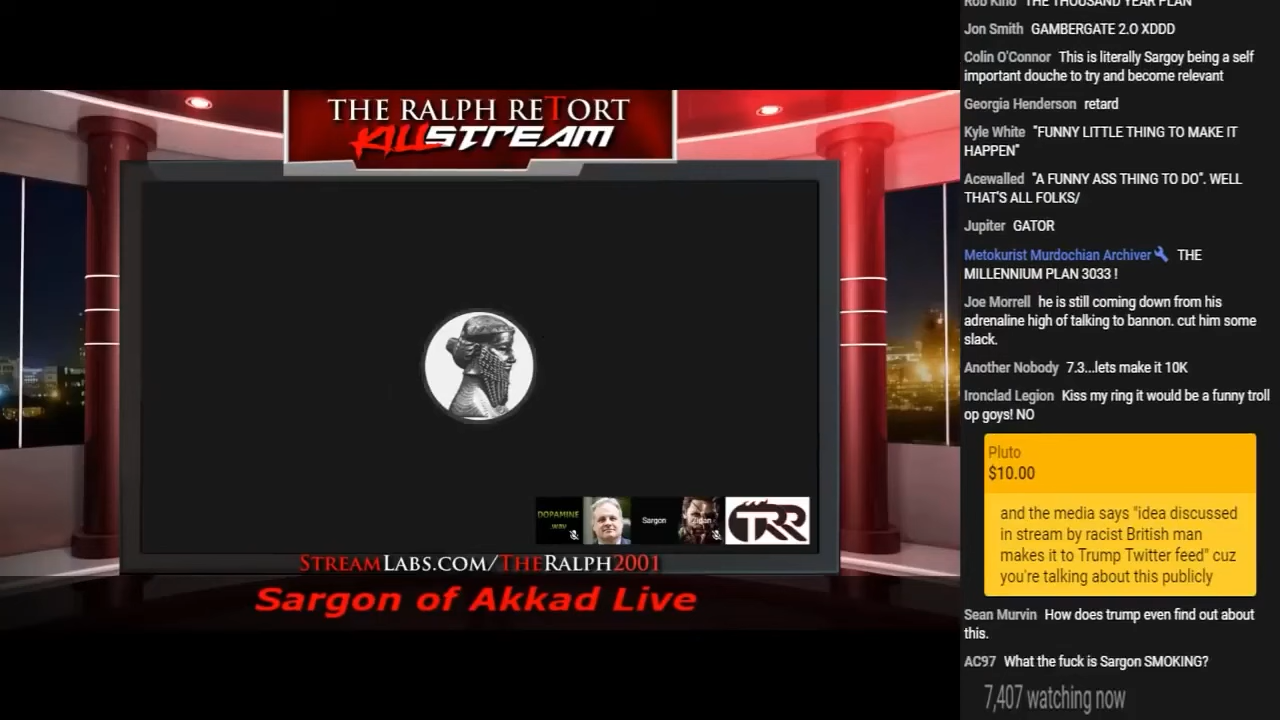 THE RALPH RETORT
KILLSTREAM
DOPAMINE
.wav
Sargon
Zidan
TRR
STREAMLABS.COM/THERALPH2001
Sargon of Akkad Live
Rob Kino THE THOUSAND YEAR PLAN
Jon Smith GAMBERGATE 2.O XDDD
Colin O'Connor This is literally Sargoy being a self
important douche to try and become relevant
Georgia Henderson retard
Kyle White "FUNNY LITTLE THING TO MAKE IT
HAPPEN"
Acewalled "A FUNNY ASS THING TO DO". WELL
THAT'S ALL FOLKS/
Jupiter GATOR
Metokurist Murdochian Archiver THE
MILLENNIUM PLAN 3033 !
Joe Morrell he is still coming down from his
adrenaline high of talking to bannon. cut him some
slack.
Another Nobody 7.3...lets make it 10K
Ironclad Legion Kiss my ring it would be a funny troll
op goys! NO
Pluto
$10.00
and the media says "idea discussed
in stream by racist British man
makes it to Trump Twitter feed" cuz
you're talking about this publicly
Sean Murvin How does trump even find out about
this.
AC97 What the fuck is Sargon SMOKING?
7,407 watching now